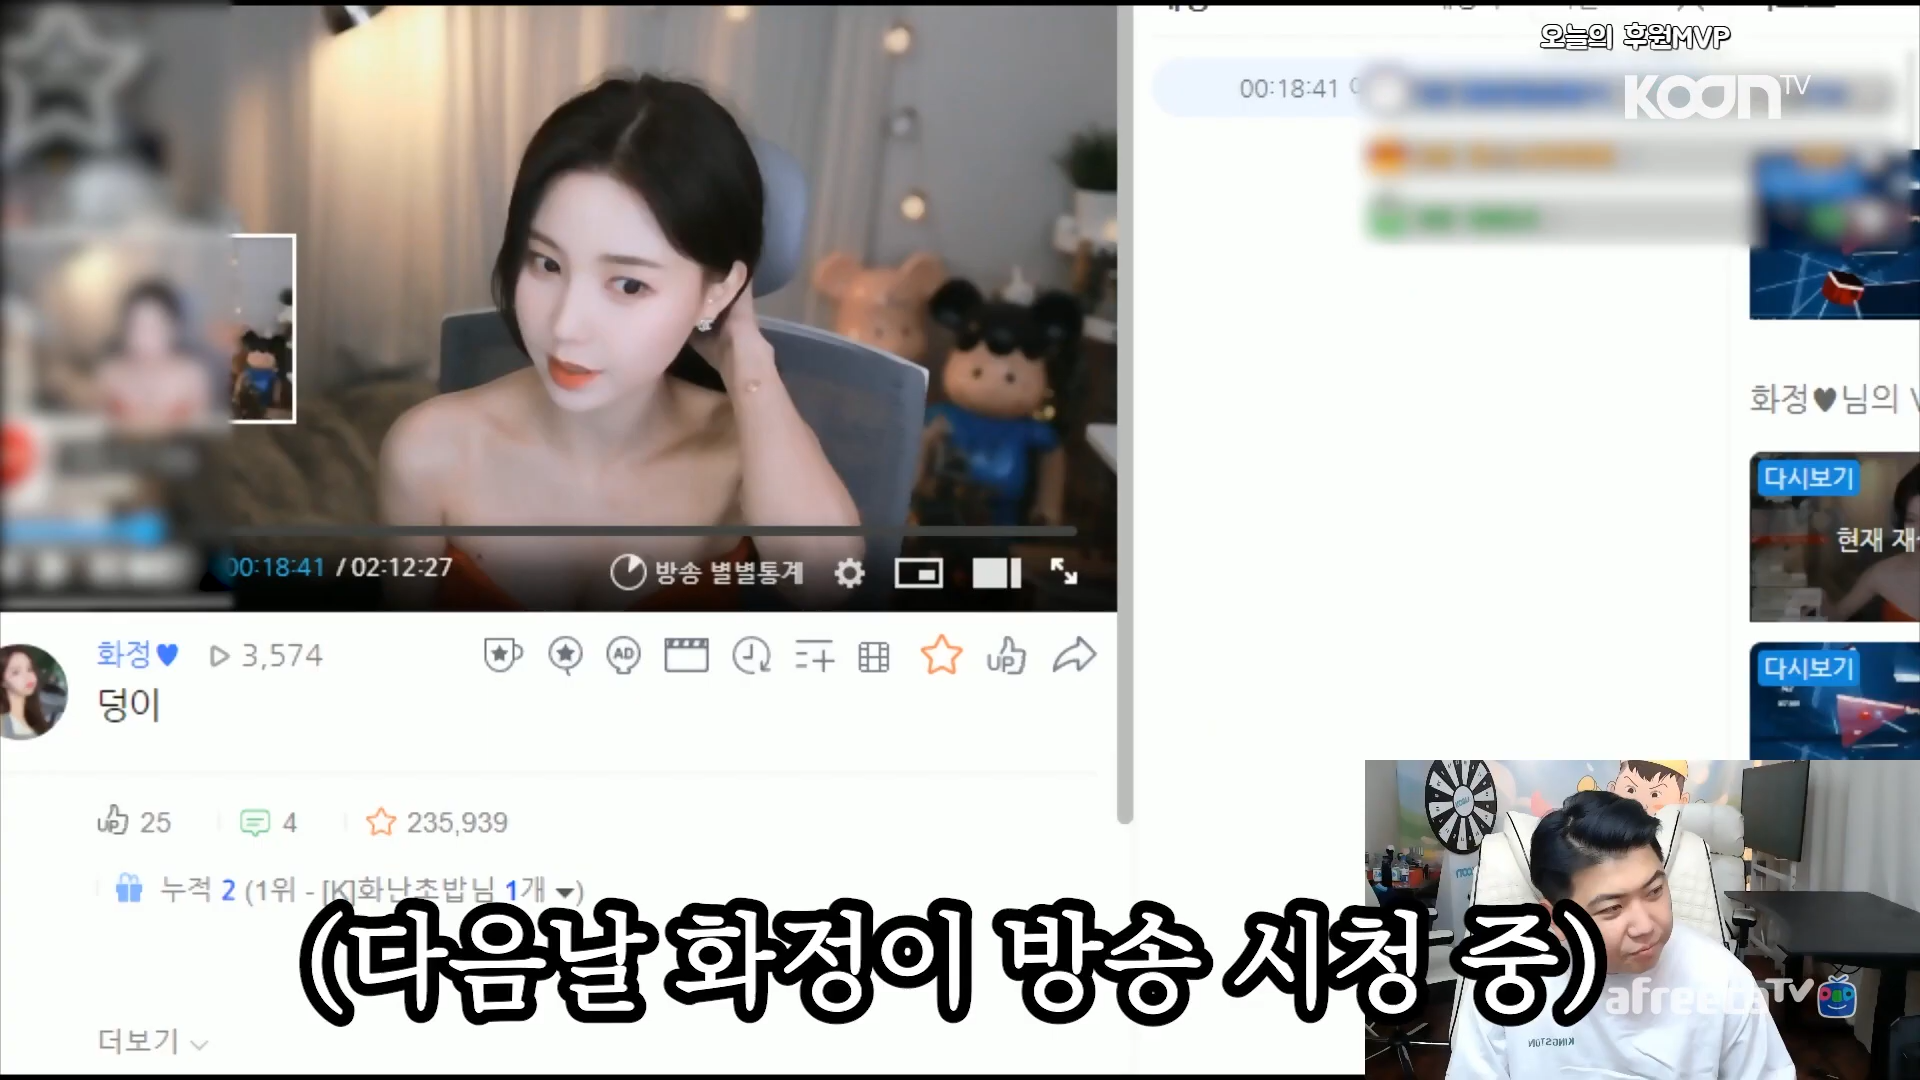 오늘의 후원MVP
KOONTV
00:18:41
00:18:41 / 02:12:27
방송 별별통계
화정♥님의
다시보기
현재 재
화정♥ 3,574
AD
UP
덩이
다시보기
UP 25 4 235,939
누적 2 (1위 - [K]화난초밥님 1개 )
(다음날 화정이 방송 시청 중)
afreecaTV
KINGSTON
더보기